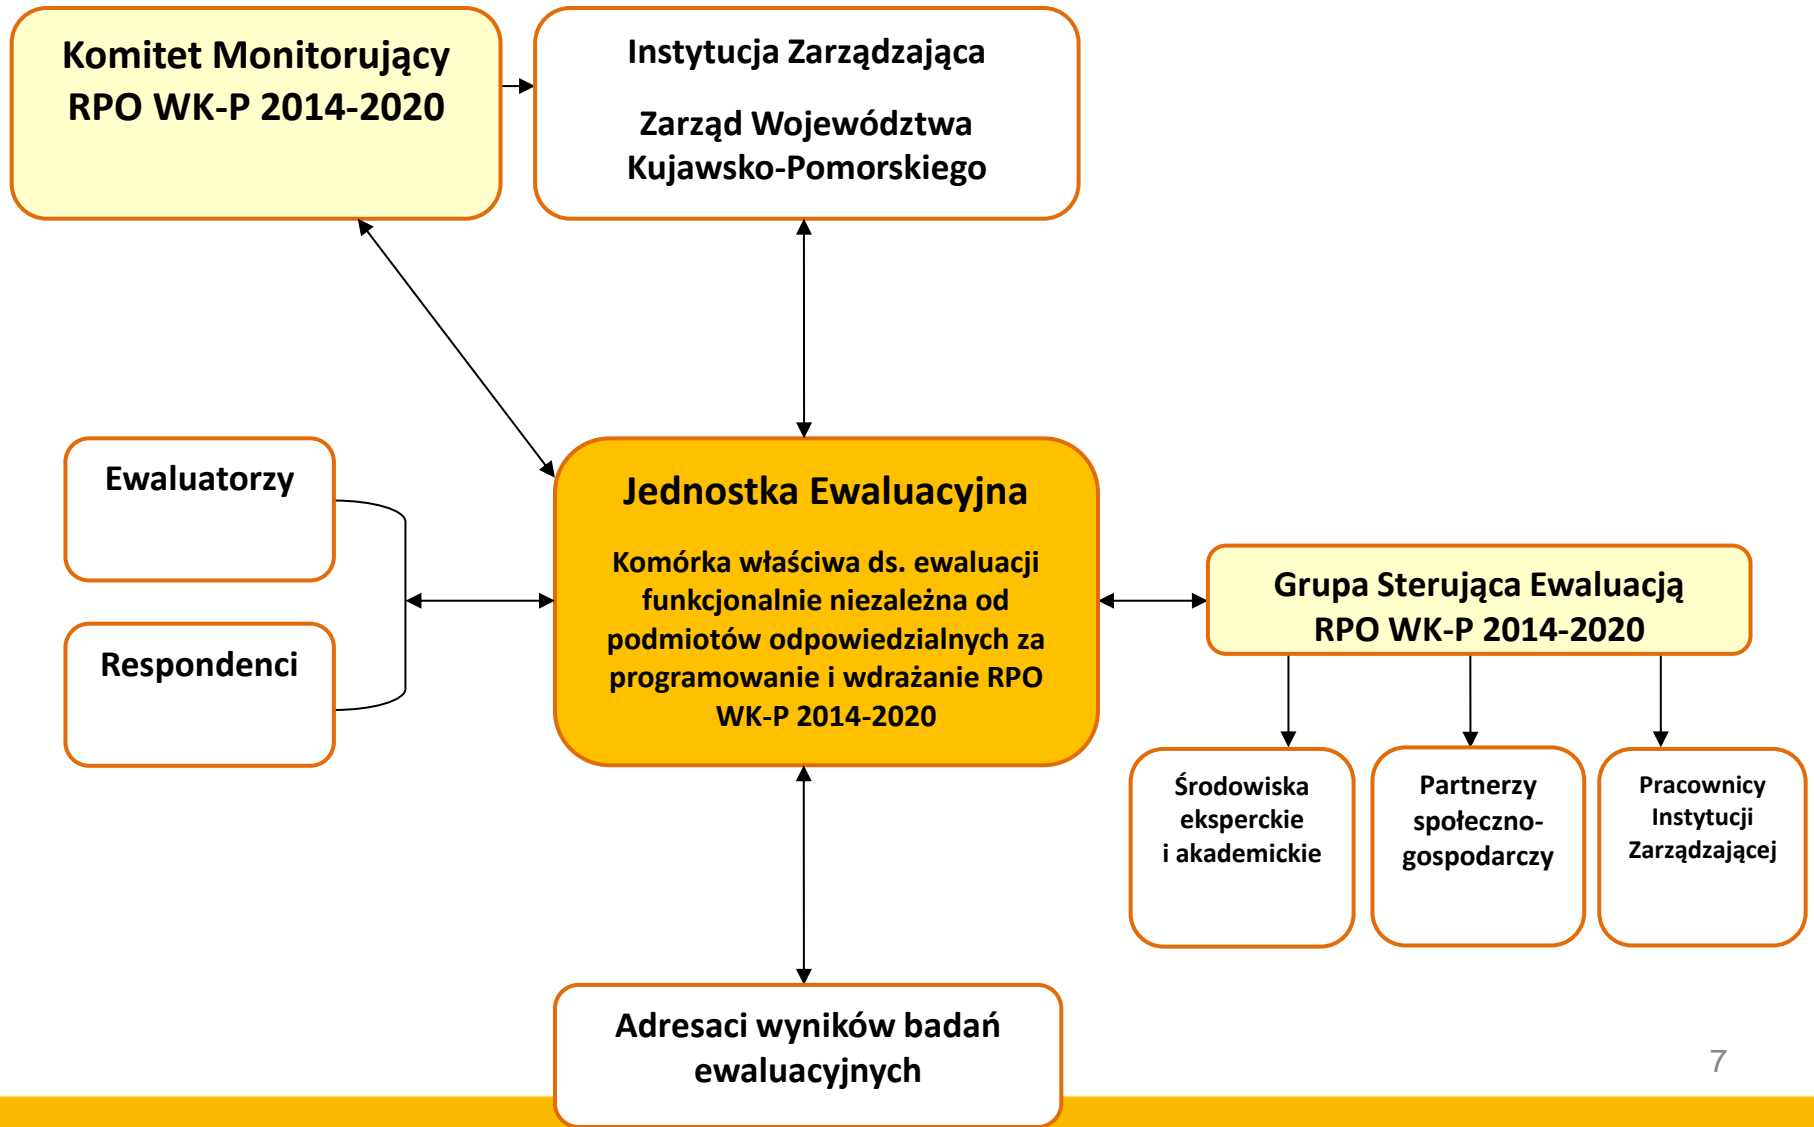 Komitet Monitorujący
RPO WK-P 2014-2020
Instytucja Zarządzająca
Zarząd Województwa
Kujawsko-Pomorskiego
Ewaluatorzy
Respondenci
Jednostka Ewaluacyjna
Komórka właściwa ds. ewaluacji
funkcjonalnie niezależna od
podmiotów odpowiedzialnych za
programowanie i wdrażanie RPO
WK-P 2014-2020
Grupa Sterująca Ewaluacją
RPO WK-P 2014-2020
Środowiska
eksperckie
i akademickie
Partnerzy
społeczno-
gospodarczy
Pracownicy
Instytucji
Zarządzającej
Adresaci wyników badań
ewaluacyjnych
7